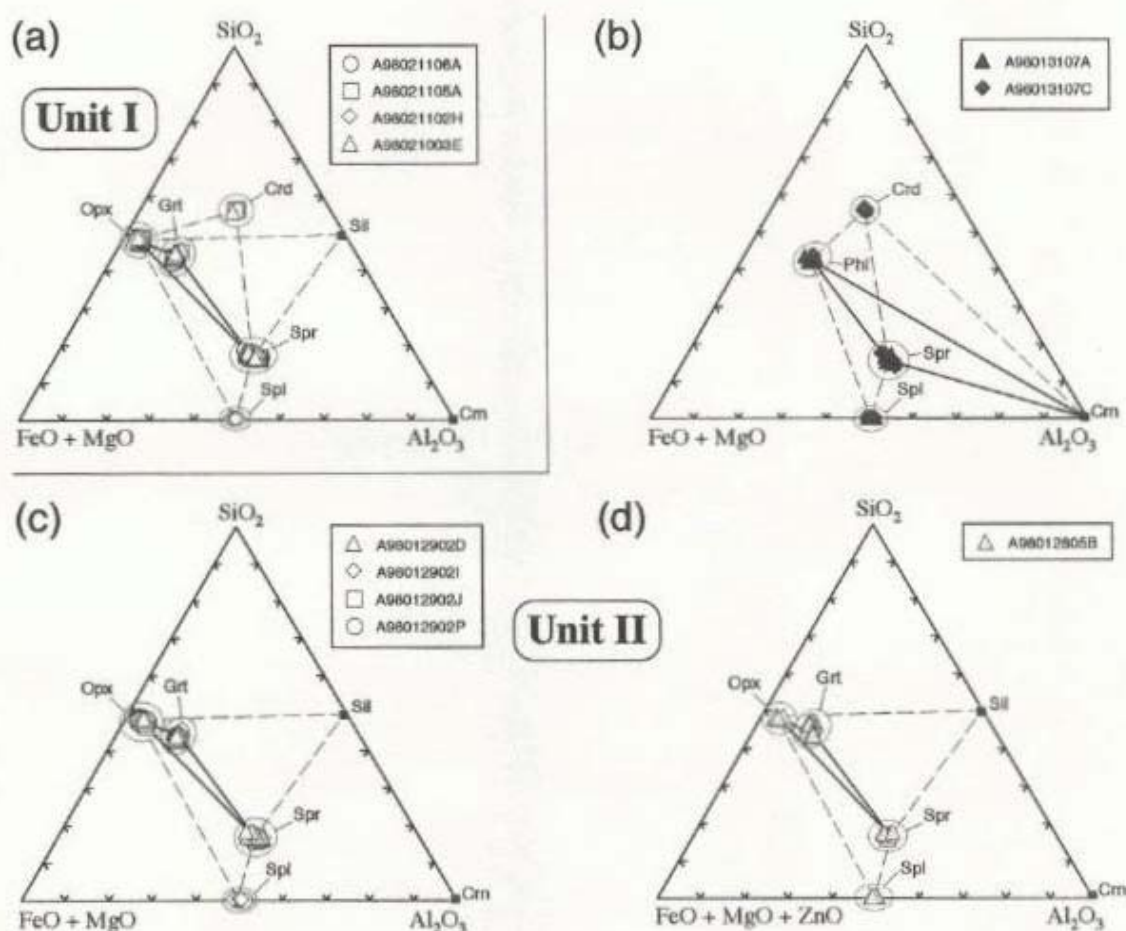 (a)
SiO2
A98021106A
A98021105A
A98021102H
A98021003E
Unit I
Opx
Grt
Crd
Sil
Spr
Spl
Crn
FeO + MgO
Al2O3
(b)
SiO2
A98013107A
A98013107C
Crd
Phl
Spr
Spl
Crn
FeO + MgO
Al2O3
(c)
SiO2
A98012902D
A98012902I
A98012902J
A98012902P
Opx
Grt
Sil
Spr
Spl
Crn
FeO + MgO
Al2O3
Unit II
(d)
SiO2
A98012805B
Opx
Grt
Sil
Spr
Spl
Crn
FeO + MgO + ZnO
Al2O3